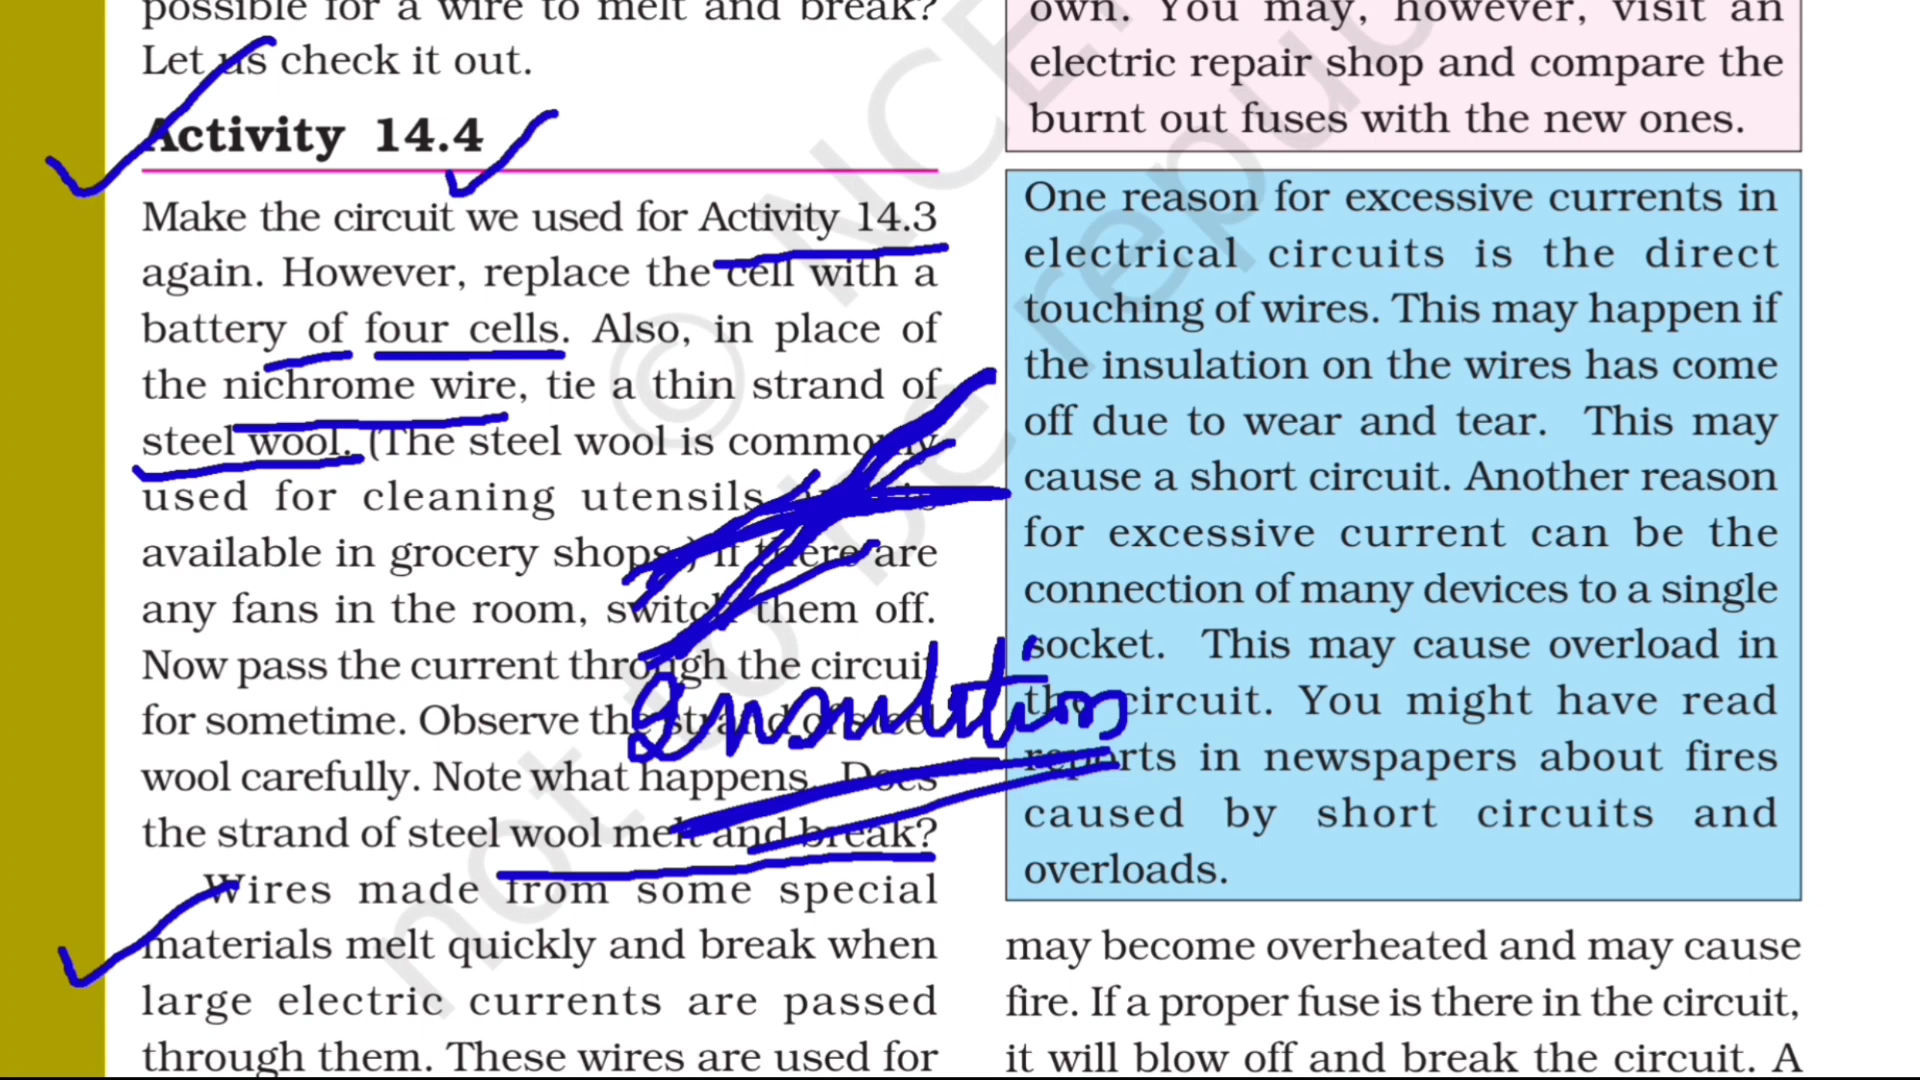 possible for a wire to melt and break?
Let us check it out.
Activity 14.4
Make the circuit we used for Activity 14.3
again. However, replace the cell with a
battery of four cells. Also, in place of
the nichrome wire, tie a thin strand of
steel wool. (The steel wool is commonly
used for cleaning utensils
available in grocery shops.) If there are
any fans in the room, switch them off.
Now pass the current through the circuit
for sometime. Observe the strand of steel
wool carefully. Note what happens. Does
the strand of steel wool melt and break?
Wires made from some special
materials melt quickly and break when
large electric currents are passed
through them. These wires are used for
own. You may, however, visit an
electric repair shop and compare the
burnt out fuses with the new ones.
One reason for excessive currents in
electrical circuits is the direct
touching of wires. This may happen if
the insulation on the wires has come
off due to wear and tear. This may
cause a short circuit. Another reason
for excessive current can be the
connection of many devices to a single
socket. This may cause overload in
the circuit. You might have read
reports in newspapers about fires
caused by short circuits and
overloads.
may become overheated and may cause
fire. If a proper fuse is there in the circuit,
it will blow off and break the circuit. A
© NCE
not to be repu